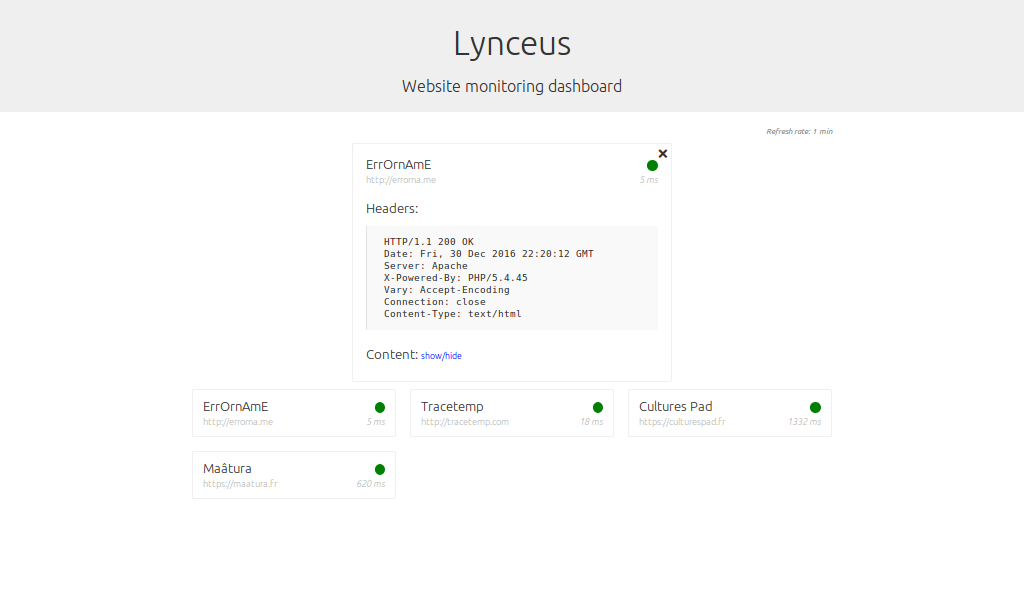 Lynceus
Website monitoring dashboard
Refresh rate: 1 min
ErrOrnAmE
http://errorna.me
5 ms
Headers:
HTTP/1.1 200 OK
Date: Fri, 30 Dec 2016 22:20:12 GMT
Server: Apache
X-Powered-By: PHP/5.4.45
Vary: Accept-Encoding
Connection: close
Content-Type: text/html
Content: show/hide
ErrOrnAmE
http://errorna.me
5 ms
Tracetemp
http://tracetemp.com
18 ms
Cultures Pad
https://culturespad.fr
1332 ms
Maâtura
https://maatura.fr
620 ms